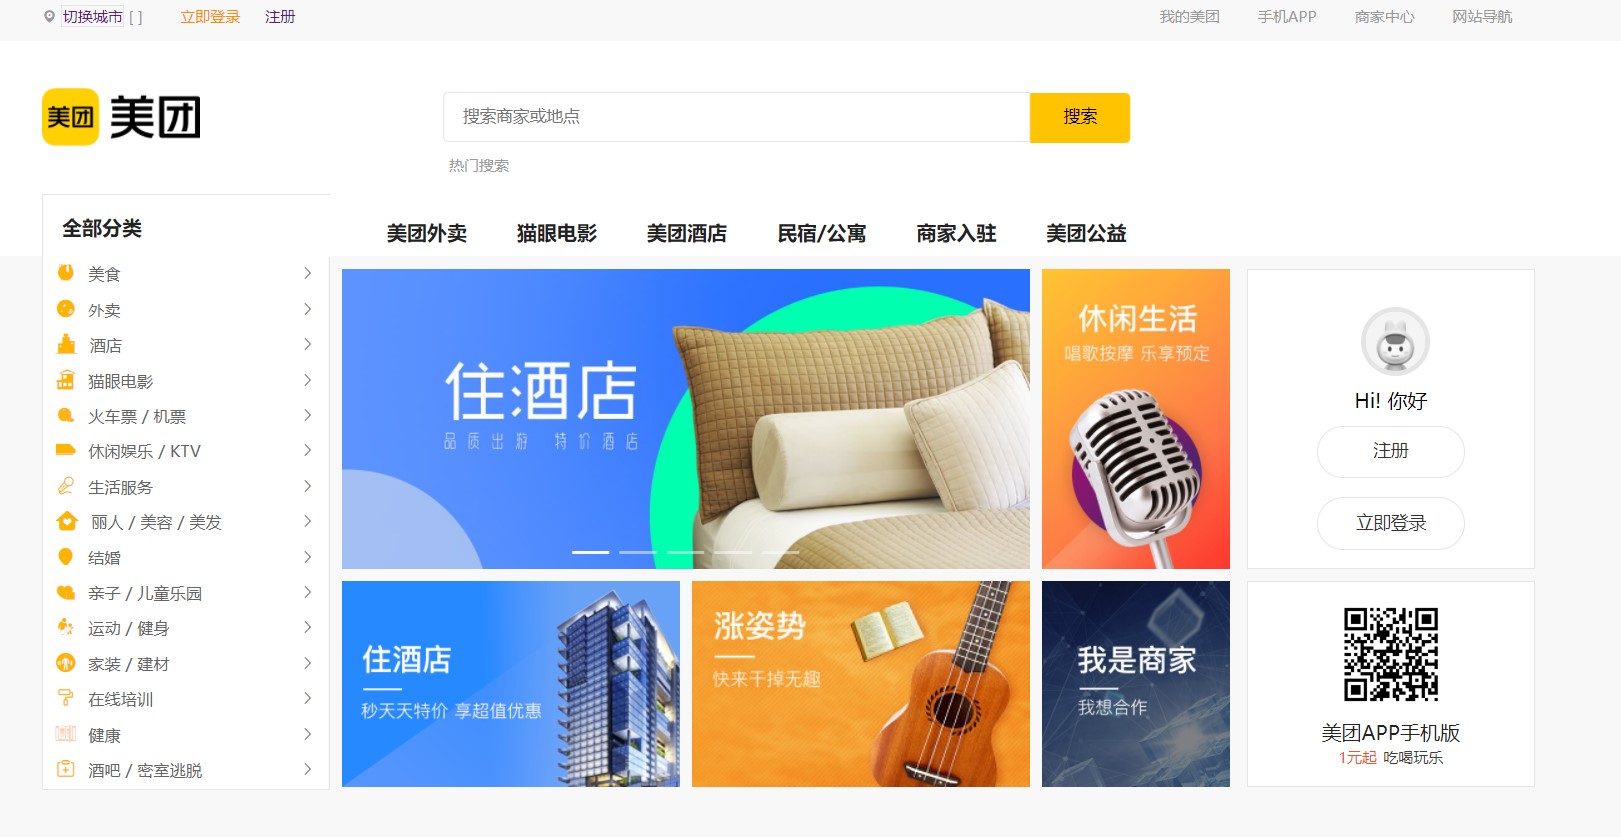 切换城市 [ ] 立即登录 注册 我的美团 手机APP 商家中心 网站导航
美团 美团
搜索商家或地点 搜索
热门搜索
全部分类
美团外卖 猫眼电影 美团酒店 民宿/公寓 商家入驻 美团公益
美食
外卖
酒店
猫眼电影
火车票 / 机票
休闲娱乐 / KTV
生活服务
丽人 / 美容 / 美发
结婚
亲子 / 儿童乐园
运动 / 健身
家装 / 建材
在线培训
健康
酒吧 / 密室逃脱
住酒店
品质出游 特价酒店
休闲生活
唱歌按摩 乐享预定
Hi! 你好
注册
立即登录
住酒店
秒天天特价 享超值优惠
涨姿势
快来干掉无趣
我是商家
我想合作
美团APP手机版
1元起 吃喝玩乐